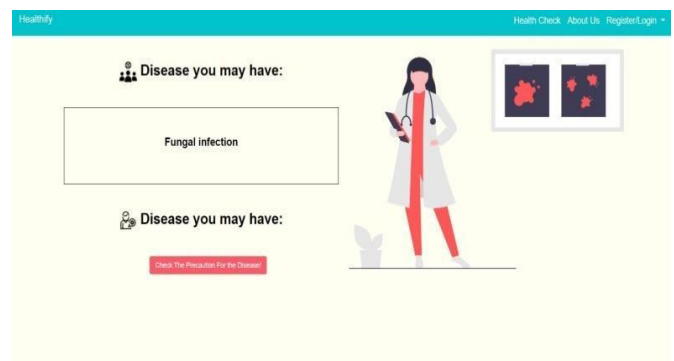 Healthify
Health Check About Us Register/Login
Disease you may have:
Fungal infection
Disease you may have:
Check The Precaution For the Disease!